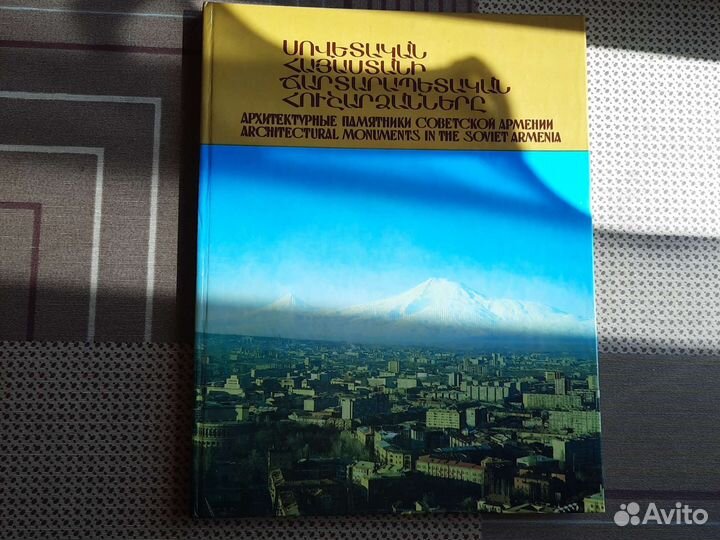 ՍՈՎԵՏԱԿԱՆ
ՀԱՅԱՍՏԱՆԻ
ՃԱՐՏԱՐԱՊԵՏԱԿԱՆ
ՀՈՒՇԱՐՁԱՆՆԵՐԸ
АРХИТЕКТУРНЫЕ ПАМЯТНИКИ СОВЕТСКОЙ АРМЕНИИ
ARCHITECTURAL MONUMENTS IN THE SOVIET ARMENIA
Avito